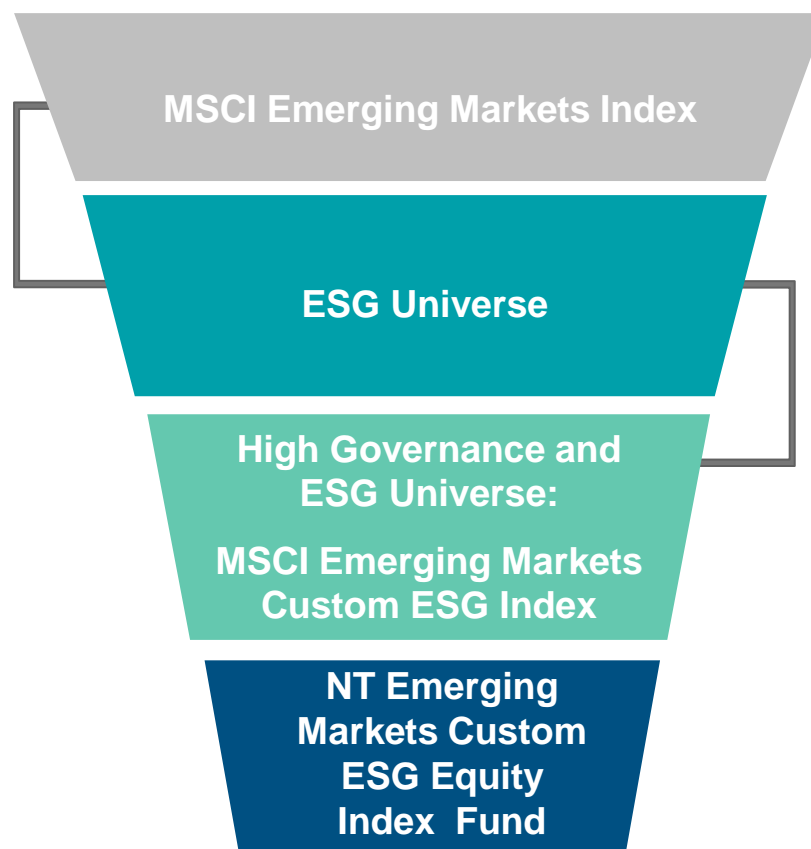 MSCI Emerging Markets Index
ESG Universe
High Governance and
ESG Universe:
MSCI Emerging Markets
Custom ESG Index
NT Emerging
Markets Custom
ESG Equity
Index Fund